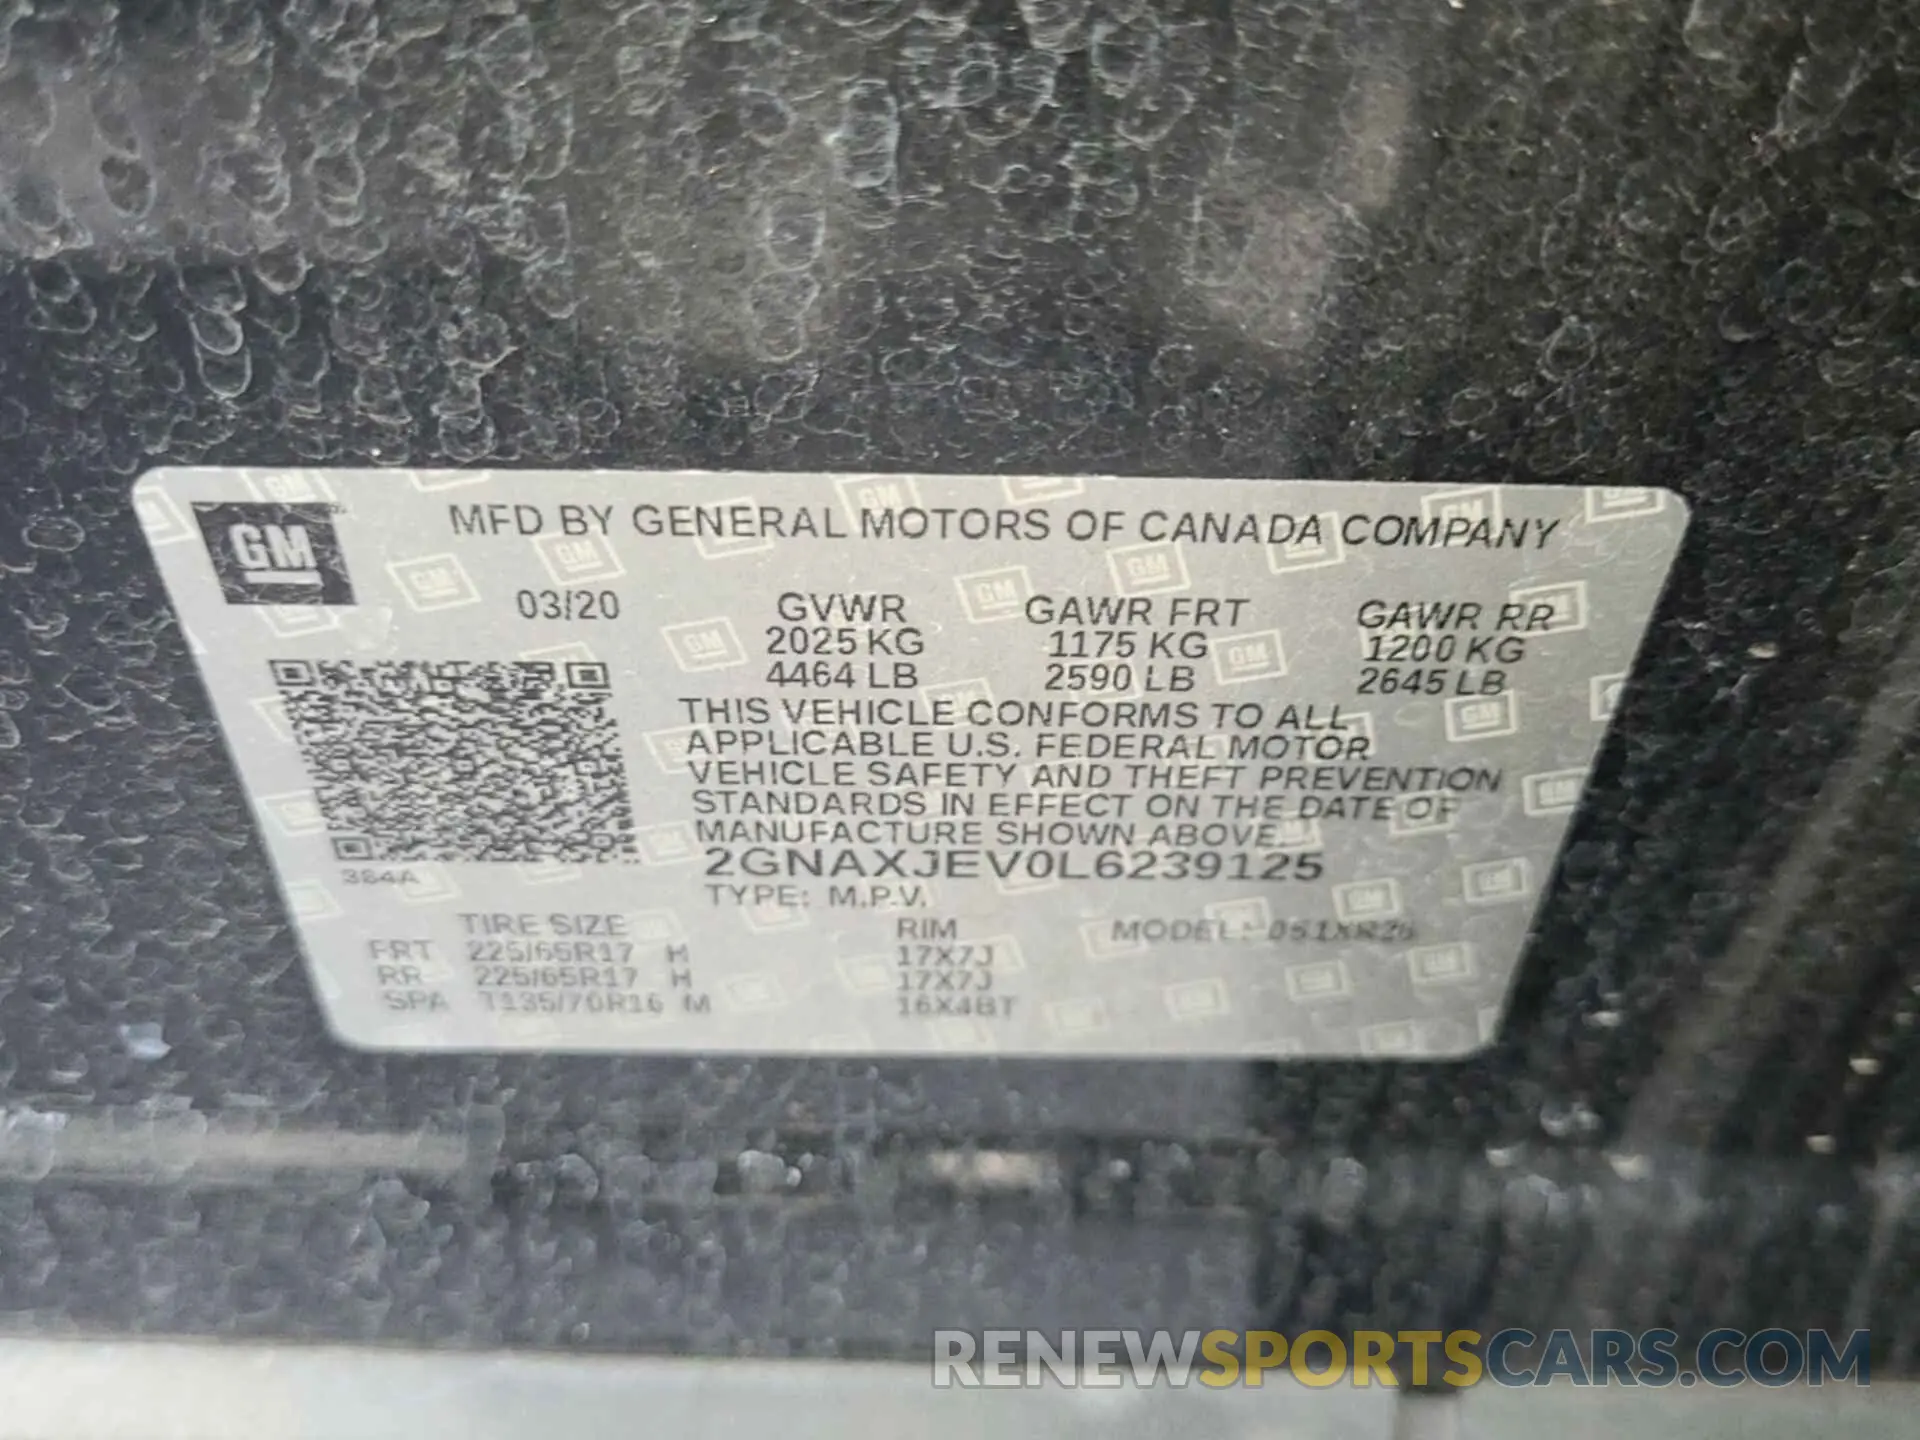 GM
MFD BY GENERAL MOTORS OF CANADA COMPANY
03/20 GVWR GAWR FRT GAWR RR
2025 KG 1175 KG 1200 KG
4464 LB 2590 LB 2645 LB
THIS VEHICLE CONFORMS TO ALL
APPLICABLE U.S. FEDERAL MOTOR
VEHICLE SAFETY AND THEFT PREVENTION
STANDARDS IN EFFECT ON THE DATE OF
MANUFACTURE SHOWN ABOVE.
2GNAXJEV0L6239125
384A
TYPE: M.P.V.
TIRE SIZE RIM MODEL:
FRT 225/65R17 H 17X7J
RR 225/65R17 H 17X7J
SPA T135/70R16 M 16X4BT
RENEWSPORTSCARS.COM